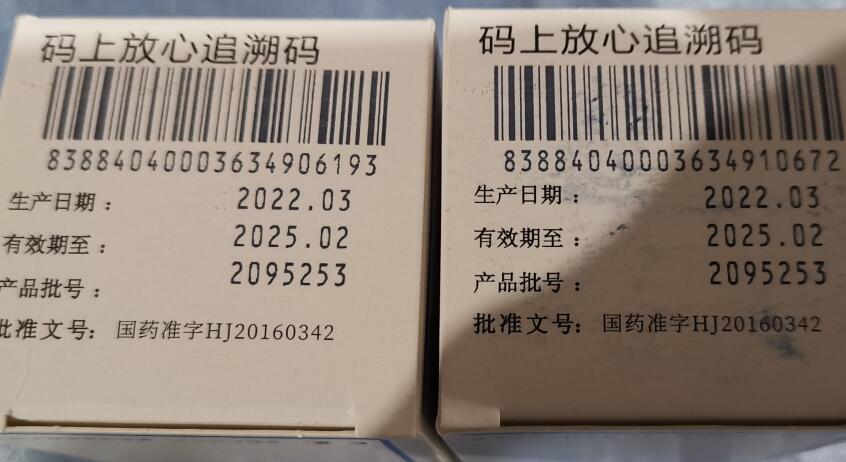 码上放心追溯码
83884040003634906193
生产日期： 2022.03
有效期至： 2025.02
产品批号： 2095253
批准文号： 国药准字HJ20160342
码上放心追溯码
83884040003634910672
生产日期： 2022.03
有效期至： 2025.02
产品批号： 2095253
批准文号： 国药准字HJ20160342